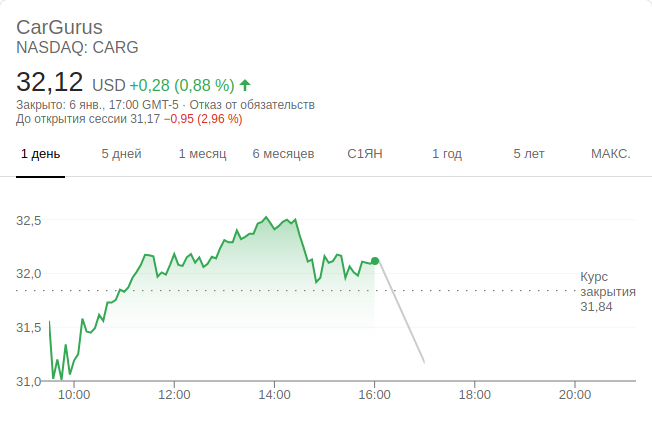 CarGurus
NASDAQ: CARG
32,12 USD +0,28 (0,88 %)
Закрыто: 6 янв., 17:00 GMT-5 · Отказ от обязательств
До открытия сессии 31,17 −0,95 (2,96 %)
1 день 5 дней 1 месяц 6 месяцев С1ЯН 1 год 5 лет МАКС.
32,5
32,0
Курс
закрытия
31,84
31,5
31,0
10:00 12:00 14:00 16:00 18:00 20:00